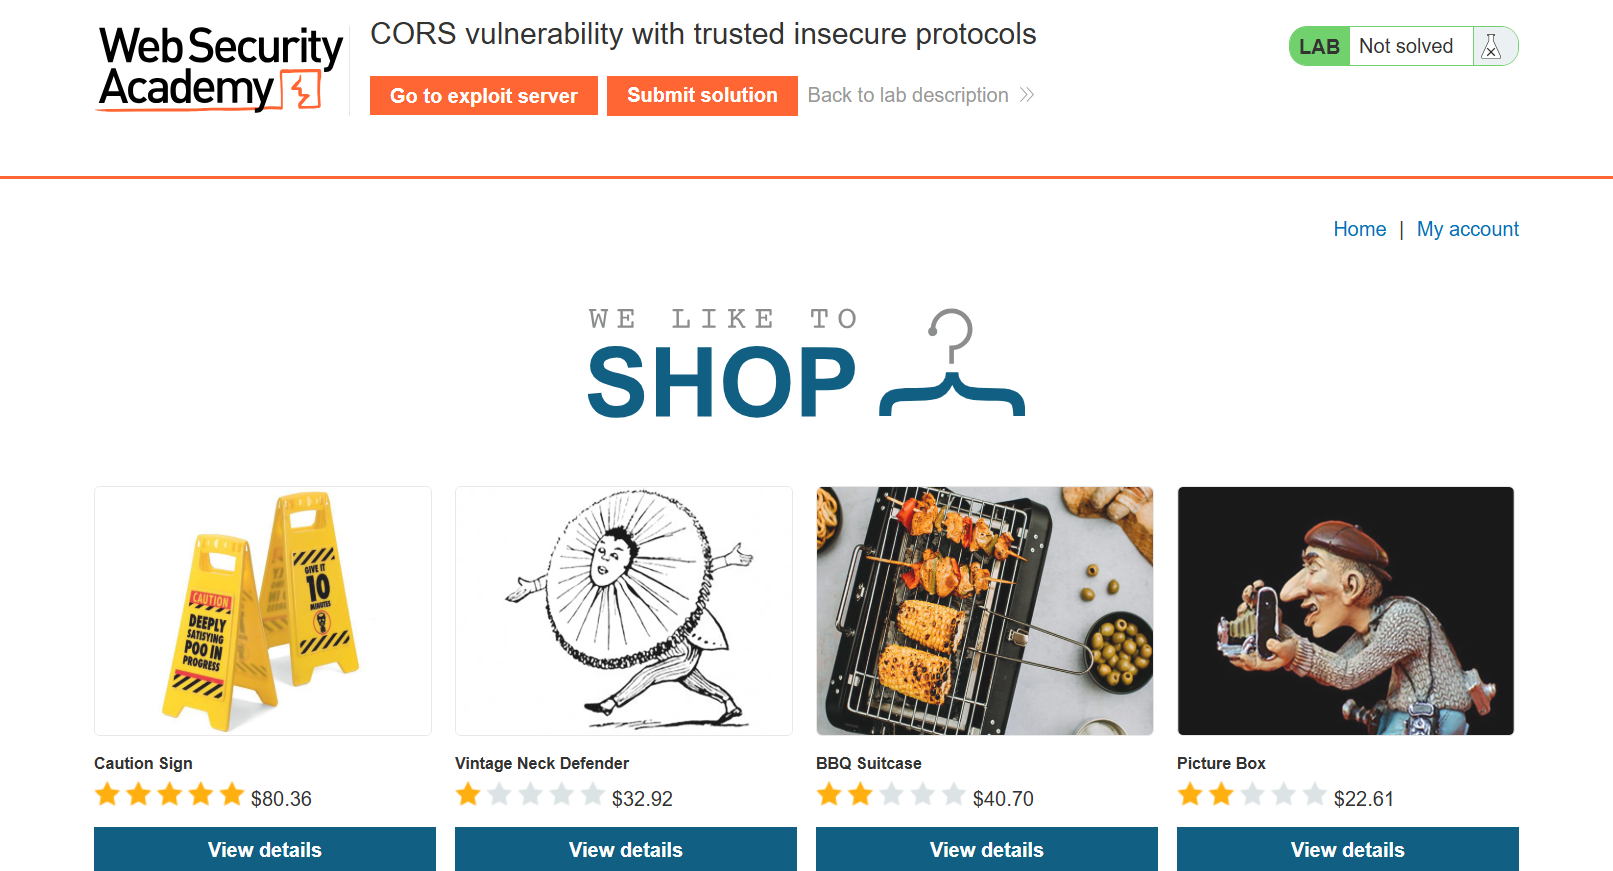 Web Security
Academy
CORS vulnerability with trusted insecure protocols
Go to exploit server
Submit solution
Back to lab description
LAB
Not solved
Home | My account
WE LIKE TO
SHOP
CAUTION
DEEPLY
SATISFYING
POO IN
PROGRESS
GIVE IT
10
MINUTES
Caution Sign
$80.36
View details
Vintage Neck Defender
$32.92
View details
BBQ Suitcase
$40.70
View details
Picture Box
$22.61
View details